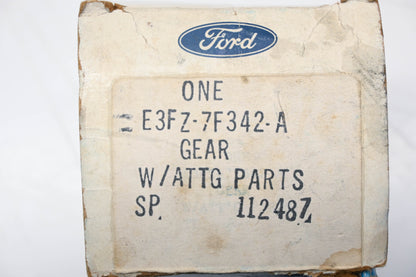 Ford
ONE
E3FZ-7F342-A
GEAR
W/ATTG PARTS
SP. 112487